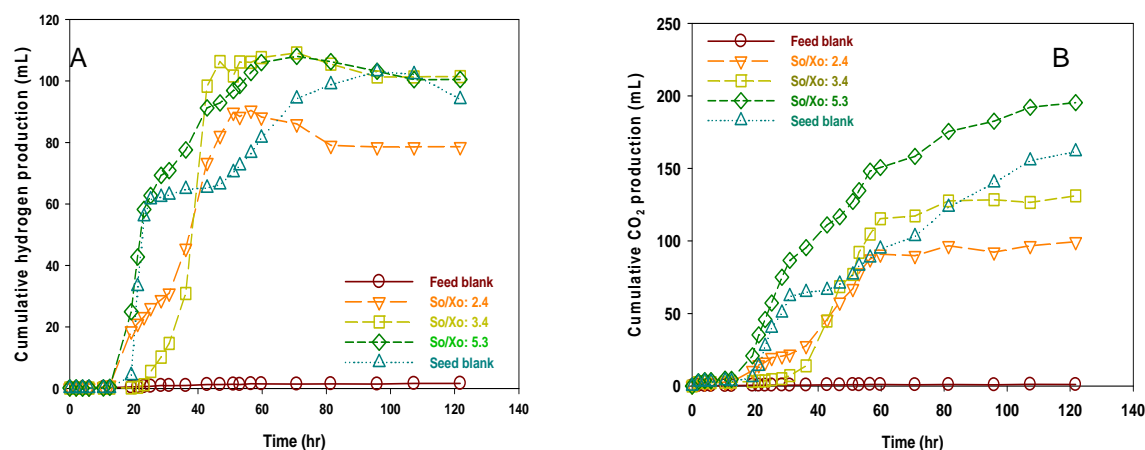 A
Cumulative hydrogen production (mL)
120
100
80
60
40
20
0
Feed blank
So/Xo: 2.4
So/Xo: 3.4
So/Xo: 5.3
Seed blank
0 20 40 60 80 100 120 140
Time (hr)
B
Cumulative CO2 production (mL)
250
200
150
100
50
0
Feed blank
So/Xo: 2.4
So/Xo: 3.4
So/Xo: 5.3
Seed blank
0 20 40 60 80 100 120 140
Time (hr)